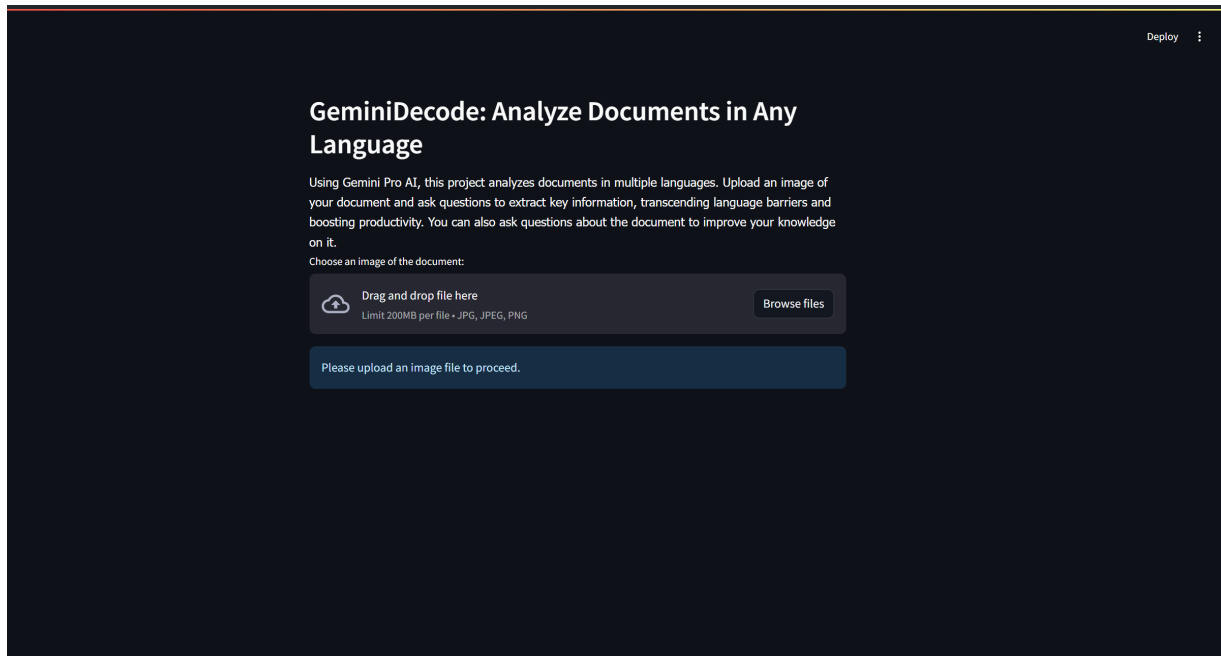 Deploy
GeminiDecode: Analyze Documents in Any
Language
Using Gemini Pro AI, this project analyzes documents in multiple languages. Upload an image of
your document and ask questions to extract key information, transcending language barriers and
boosting productivity. You can also ask questions about the document to improve your knowledge
on it.
Choose an image of the document:
Drag and drop file here
Limit 200MB per file • JPG, JPEG, PNG
Browse files
Please upload an image file to proceed.